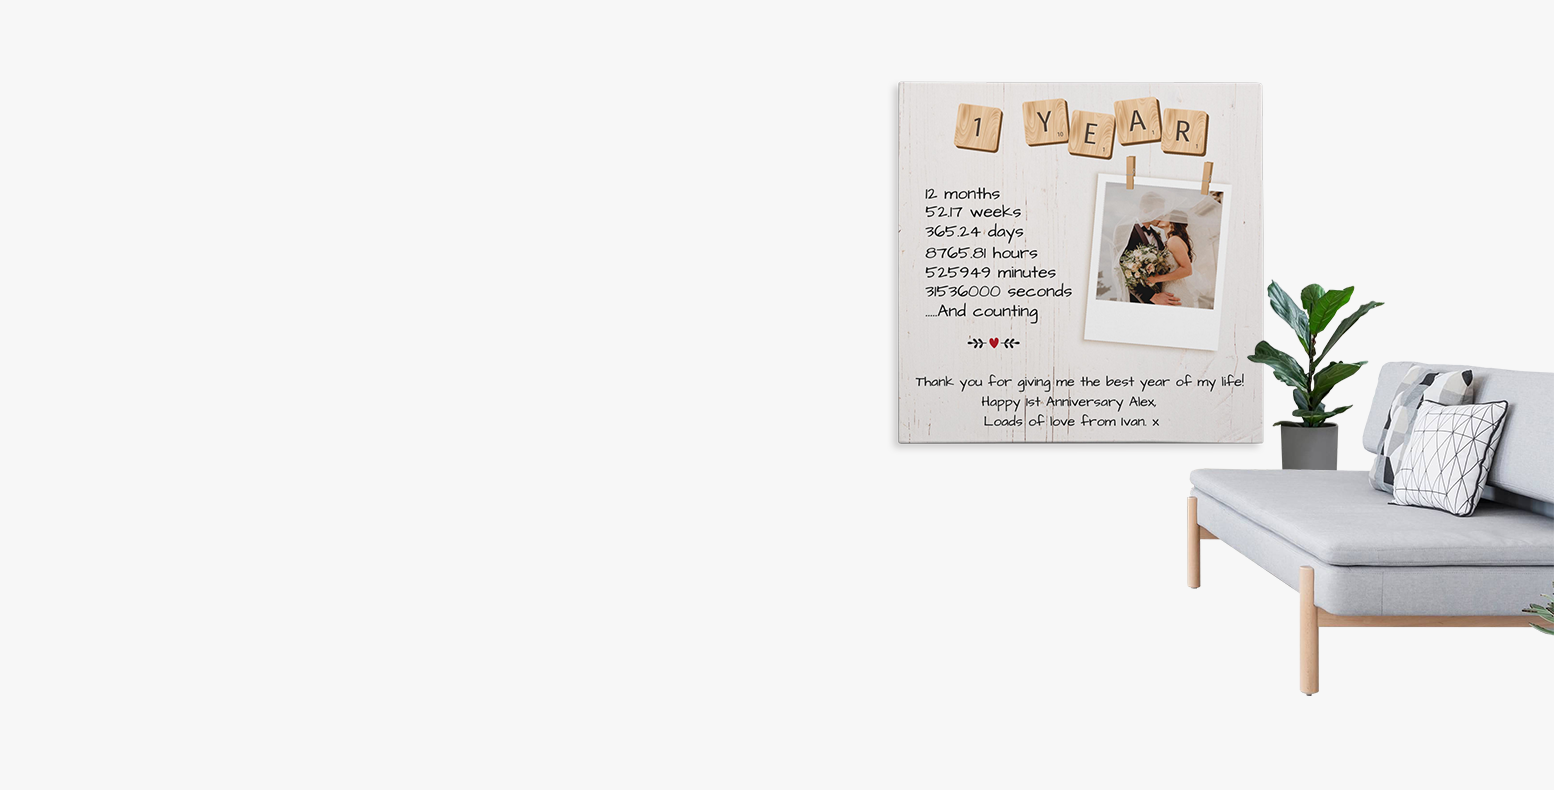 1 YEAR
12 months
52.17 weeks
365.24 days
8765.81 hours
525949 minutes
31536000 seconds
.....And counting
Thank you for giving me the best year of my life!
Happy 1st Anniversary Alex,
Loads of love from Ivan. x